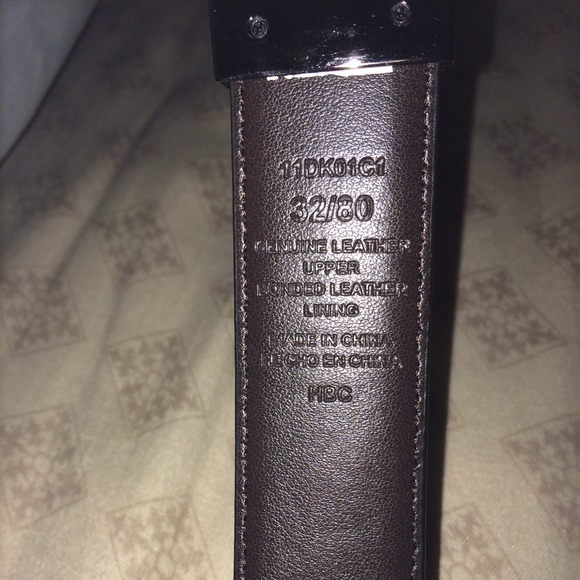 11DK01C1
32/80
GENUINE LEATHER
UPPER
BONDED LEATHER
LINING
MADE IN CHINA
HECHO EN CHINA
HBC